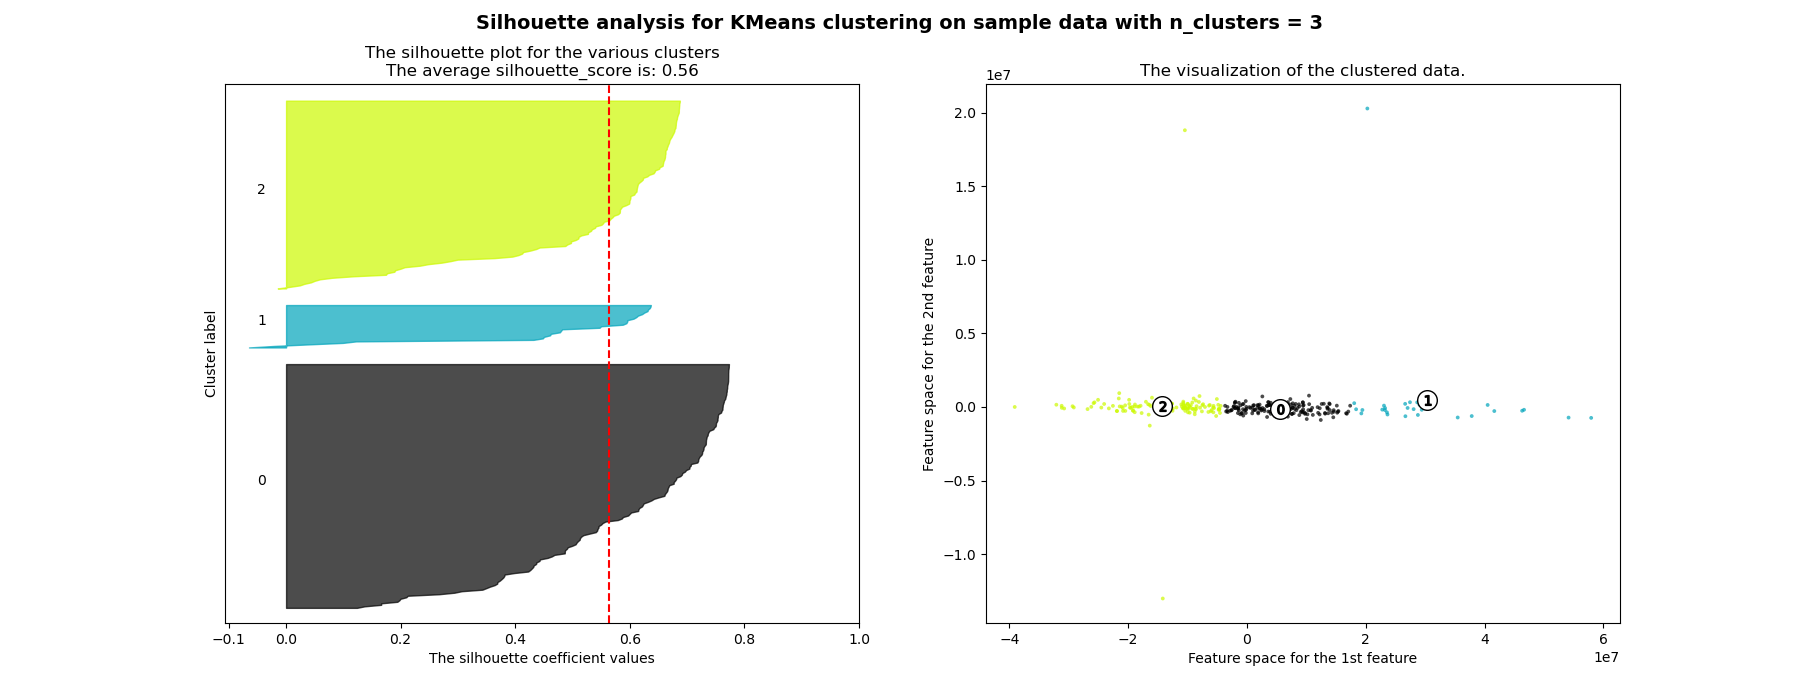 Silhouette analysis for KMeans clustering on sample data with n_clusters = 3
The silhouette plot for the various clusters
The average silhouette_score is: 0.56
2
1
0
Cluster label
−0.1 0.0 0.2 0.4 0.6 0.8 1.0
The silhouette coefficient values
The visualization of the clustered data.
1e7
2.0
1.5
1.0
0.5
0.0
−0.5
−1.0
Feature space for the 2nd feature
2 0 1
−4 −2 0 2 4 6
1e7
Feature space for the 1st feature